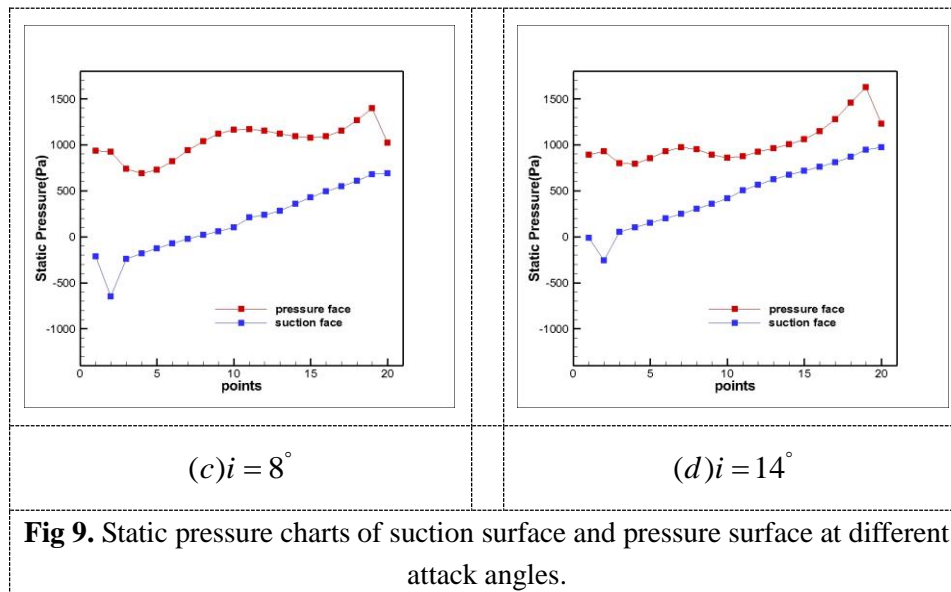 1500
1000
500
0
-500
-1000
Static Pressure(Pa)
pressure face
suction face
0 5 10 15 20
points
1500
1000
500
0
-500
-1000
Static Pressure(Pa)
pressure face
suction face
0 5 10 15 20
points
(c)i = 8°
(d)i = 14°
Fig 9. Static pressure charts of suction surface and pressure surface at different
attack angles.